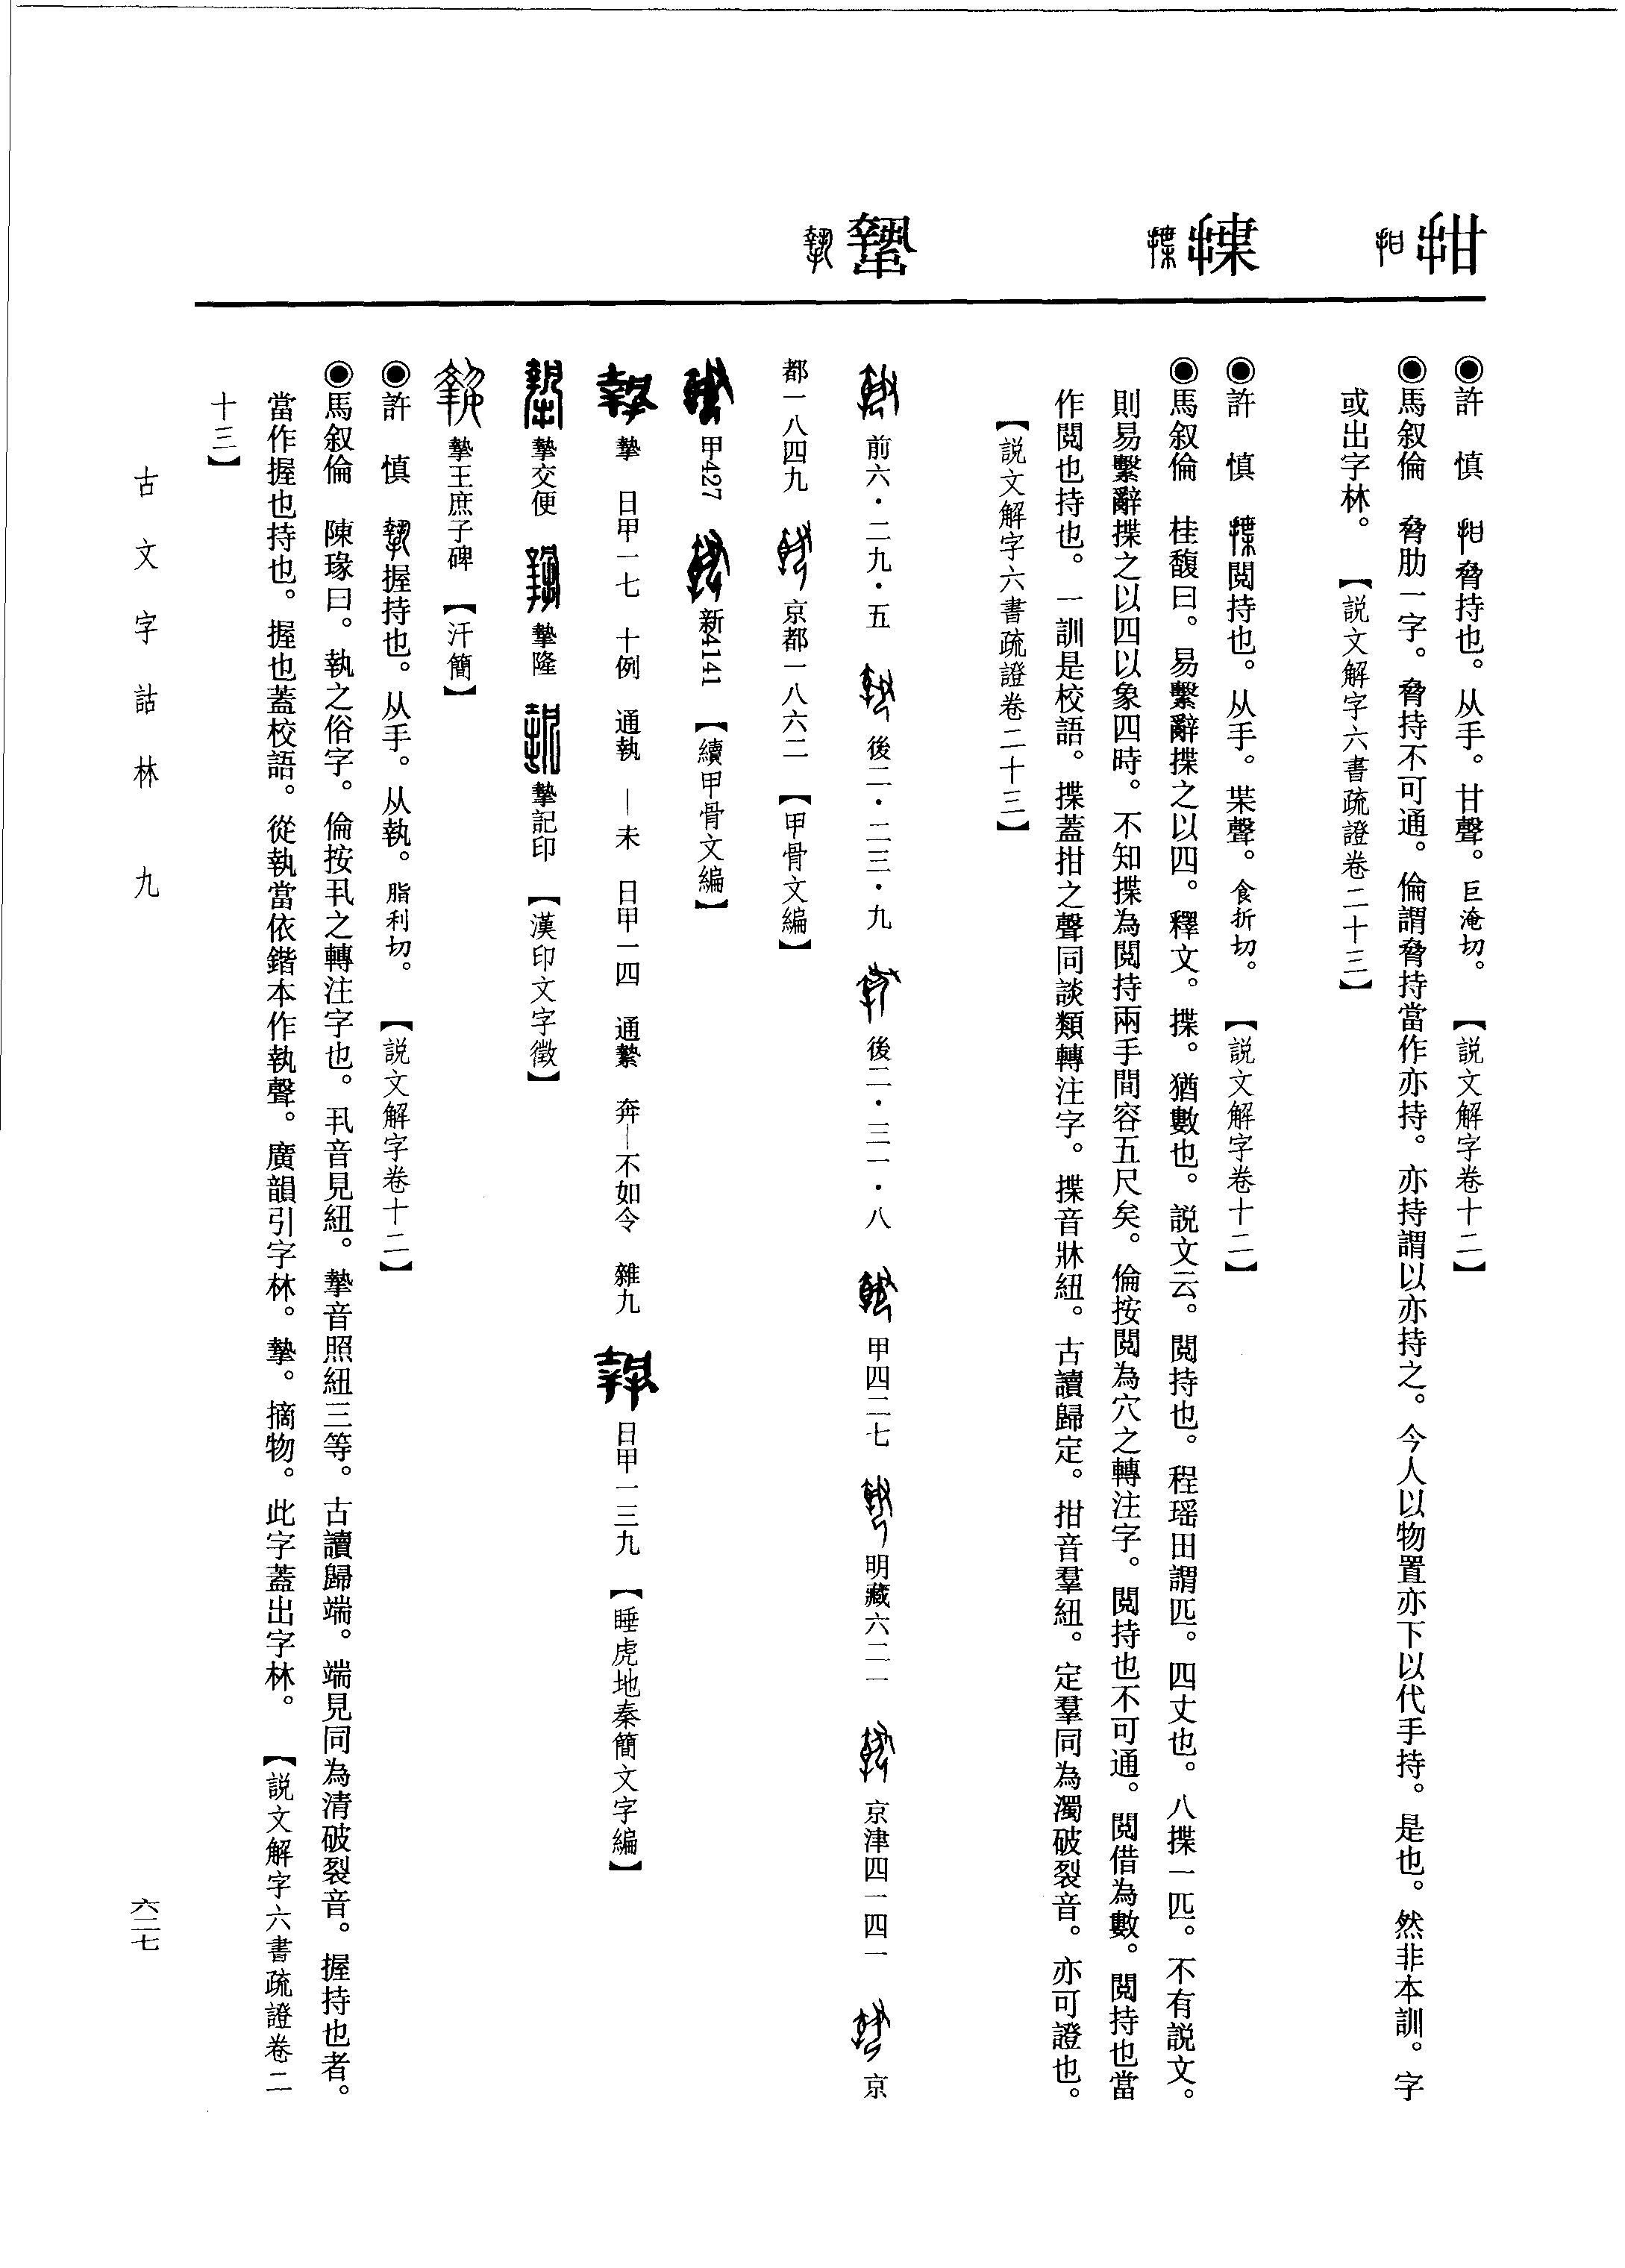 拑
揲
摯
◉許　慎　拑脅持也。从手。甘聲。巨淹切。【説文解字卷十二】
◉馬叙倫　脅肋一字。脅持不可通。倫謂脅持當作亦持。亦持謂以亦持之。今人以物置亦下以代手持。是也。然非本訓。字
或出字林。【説文解字六書疏證卷二十三】
◉許　慎　揲閲持也。从手。枼聲。食折切。【説文解字卷十二】
◉馬叙倫　桂馥曰。易繫辭揲之以四。釋文。揲。猶數也。説文云。閲持也。程瑶田謂匹。四丈也。八揲一匹。不有説文。
則易繫辭揲之以四以象四時。不知揲為閲持兩手間容五尺矣。倫按閲為穴之轉注字。閲持也不可通。閲借為數。閲持也當
作閲也持也。一訓是校語。揲蓋拑之聲同談類轉注字。揲音牀紐。古讀歸定。拑音羣紐。定羣同為濁破裂音。亦可證也。
【説文解字六書疏證卷二十三】
前六・二九・五　後二・二三・九　後二・三一・八　甲四二七　明藏六二一　京津四一四一　京
都一八四九　京都一八六二【甲骨文編】
甲427　新4141【續甲骨文編】
摯　日甲一七　十例　通執　—未　日甲一四　通縶　奔—不如令　雜九　日甲一三九【睡虎地秦簡文字編】
摯交便　摯隆　摯記印【漢印文字徵】
摯王庶子碑【汗簡】
◉許　慎　摯握持也。从手。从執。脂利切。【説文解字卷十二】
◉馬叙倫　陳瑑曰。執之俗字。倫按丮之轉注字也。丮音見紐。摯音照紐三等。古讀歸端。端見同為清破裂音。握持也者。
當作握也持也。握也蓋校語。從執當依鍇本作執聲。廣韻引字林。摯。摘物。此字蓋出字林。【説文解字六書疏證卷二
十三】
古文字詁林　九
六二七